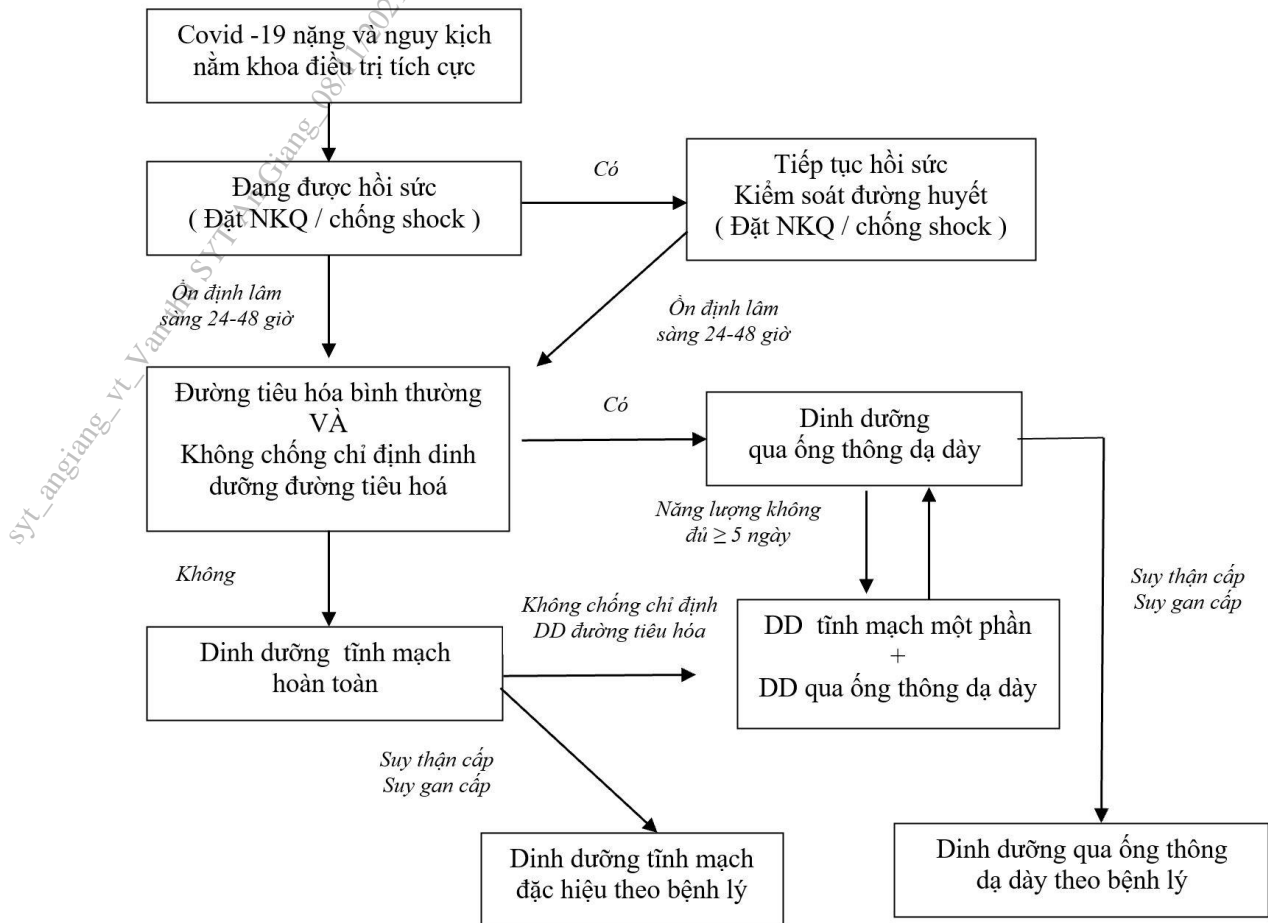 Covid -19 nặng và nguy kịch
nằm khoa điều trị tích cực
Đang được hồi sức
( Đặt NKQ / chống shock )
Có
Tiếp tục hồi sức
Kiểm soát đường huyết
( Đặt NKQ / chống shock )
Ổn định lâm
sàng 24-48 giờ
Ổn định lâm
sàng 24-48 giờ
Đường tiêu hóa bình thường
VÀ
Không chống chỉ định dinh
dưỡng đường tiêu hoá
Có
Dinh dưỡng
qua ống thông dạ dày
Năng lượng không
đủ ≥ 5 ngày
Không
Suy thận cấp
Suy gan cấp
Dinh dưỡng tĩnh mạch
hoàn toàn
Không chống chỉ định
DD đường tiêu hóa
DD tĩnh mạch một phần
+
DD qua ống thông dạ dày
Suy thận cấp
Suy gan cấp
Dinh dưỡng tĩnh mạch
đặc hiệu theo bệnh lý
Dinh dưỡng qua ống thông
dạ dày theo bệnh lý
syt_angiang_vt_Van thu SYT An Giang_08/11/202